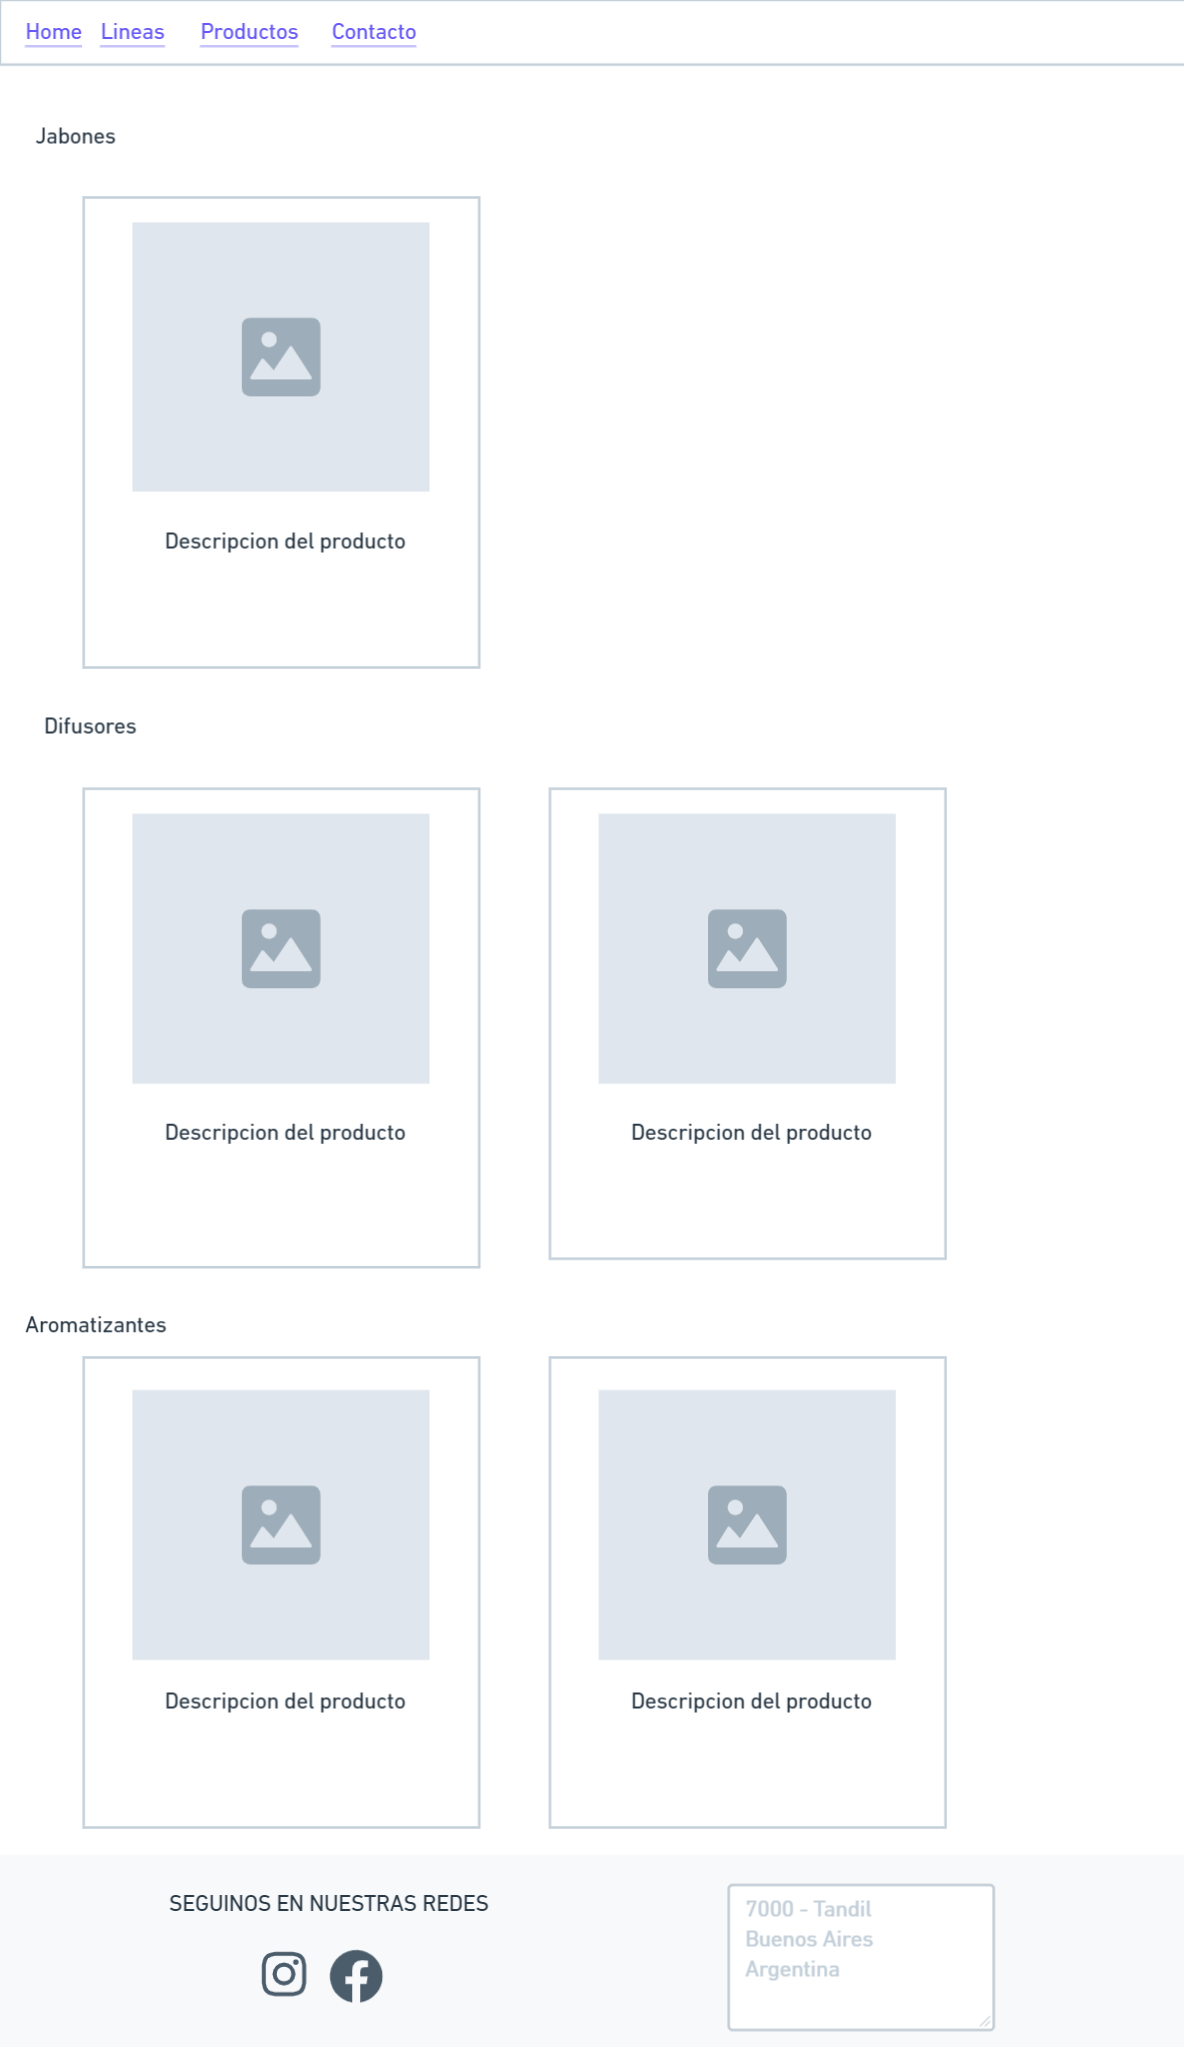 Home Lineas Productos Contacto
Jabones
Descripcion del producto
Difusores
Descripcion del producto Descripcion del producto
Aromatizantes
Descripcion del producto Descripcion del producto
SEGUINOS EN NUESTRAS REDES
7000 - Tandil
Buenos Aires
Argentina